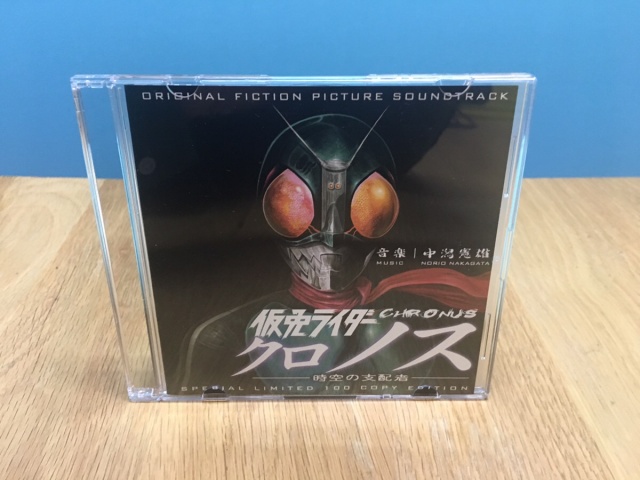 ORIGINAL FICTION PICTURE SOUNDTRACK
音楽 | 中潟憲雄
MUSIC NORIO NAKAGATA
仮免ライダー CHRONUS
クロノス
時空の支配者
SPECIAL LIMITED 100 COPY EDITION